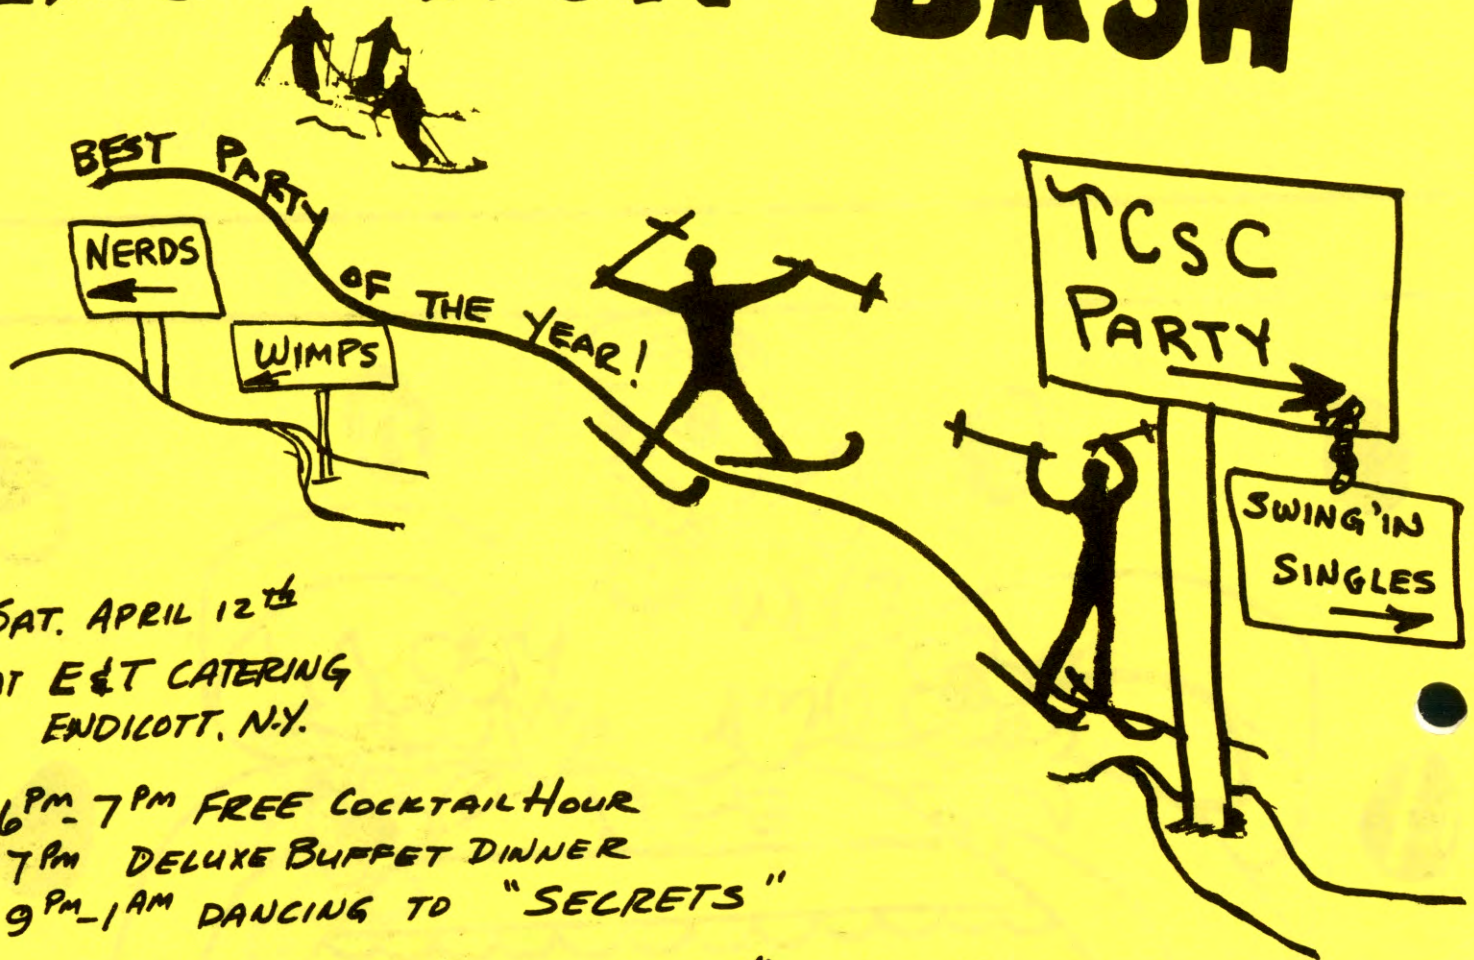 BASH
BEST PARTY OF THE YEAR!
NERDS
WIMPS
TCSC
PARTY
SWING'IN
SINGLES
SAT. APRIL 12th
AT E&T CATERING
ENDICOTT, N.Y.
6PM-7PM FREE COCKTAIL HOUR
7PM DELUXE BUFFET DINNER
9PM-1AM DANCING TO "SECRETS"